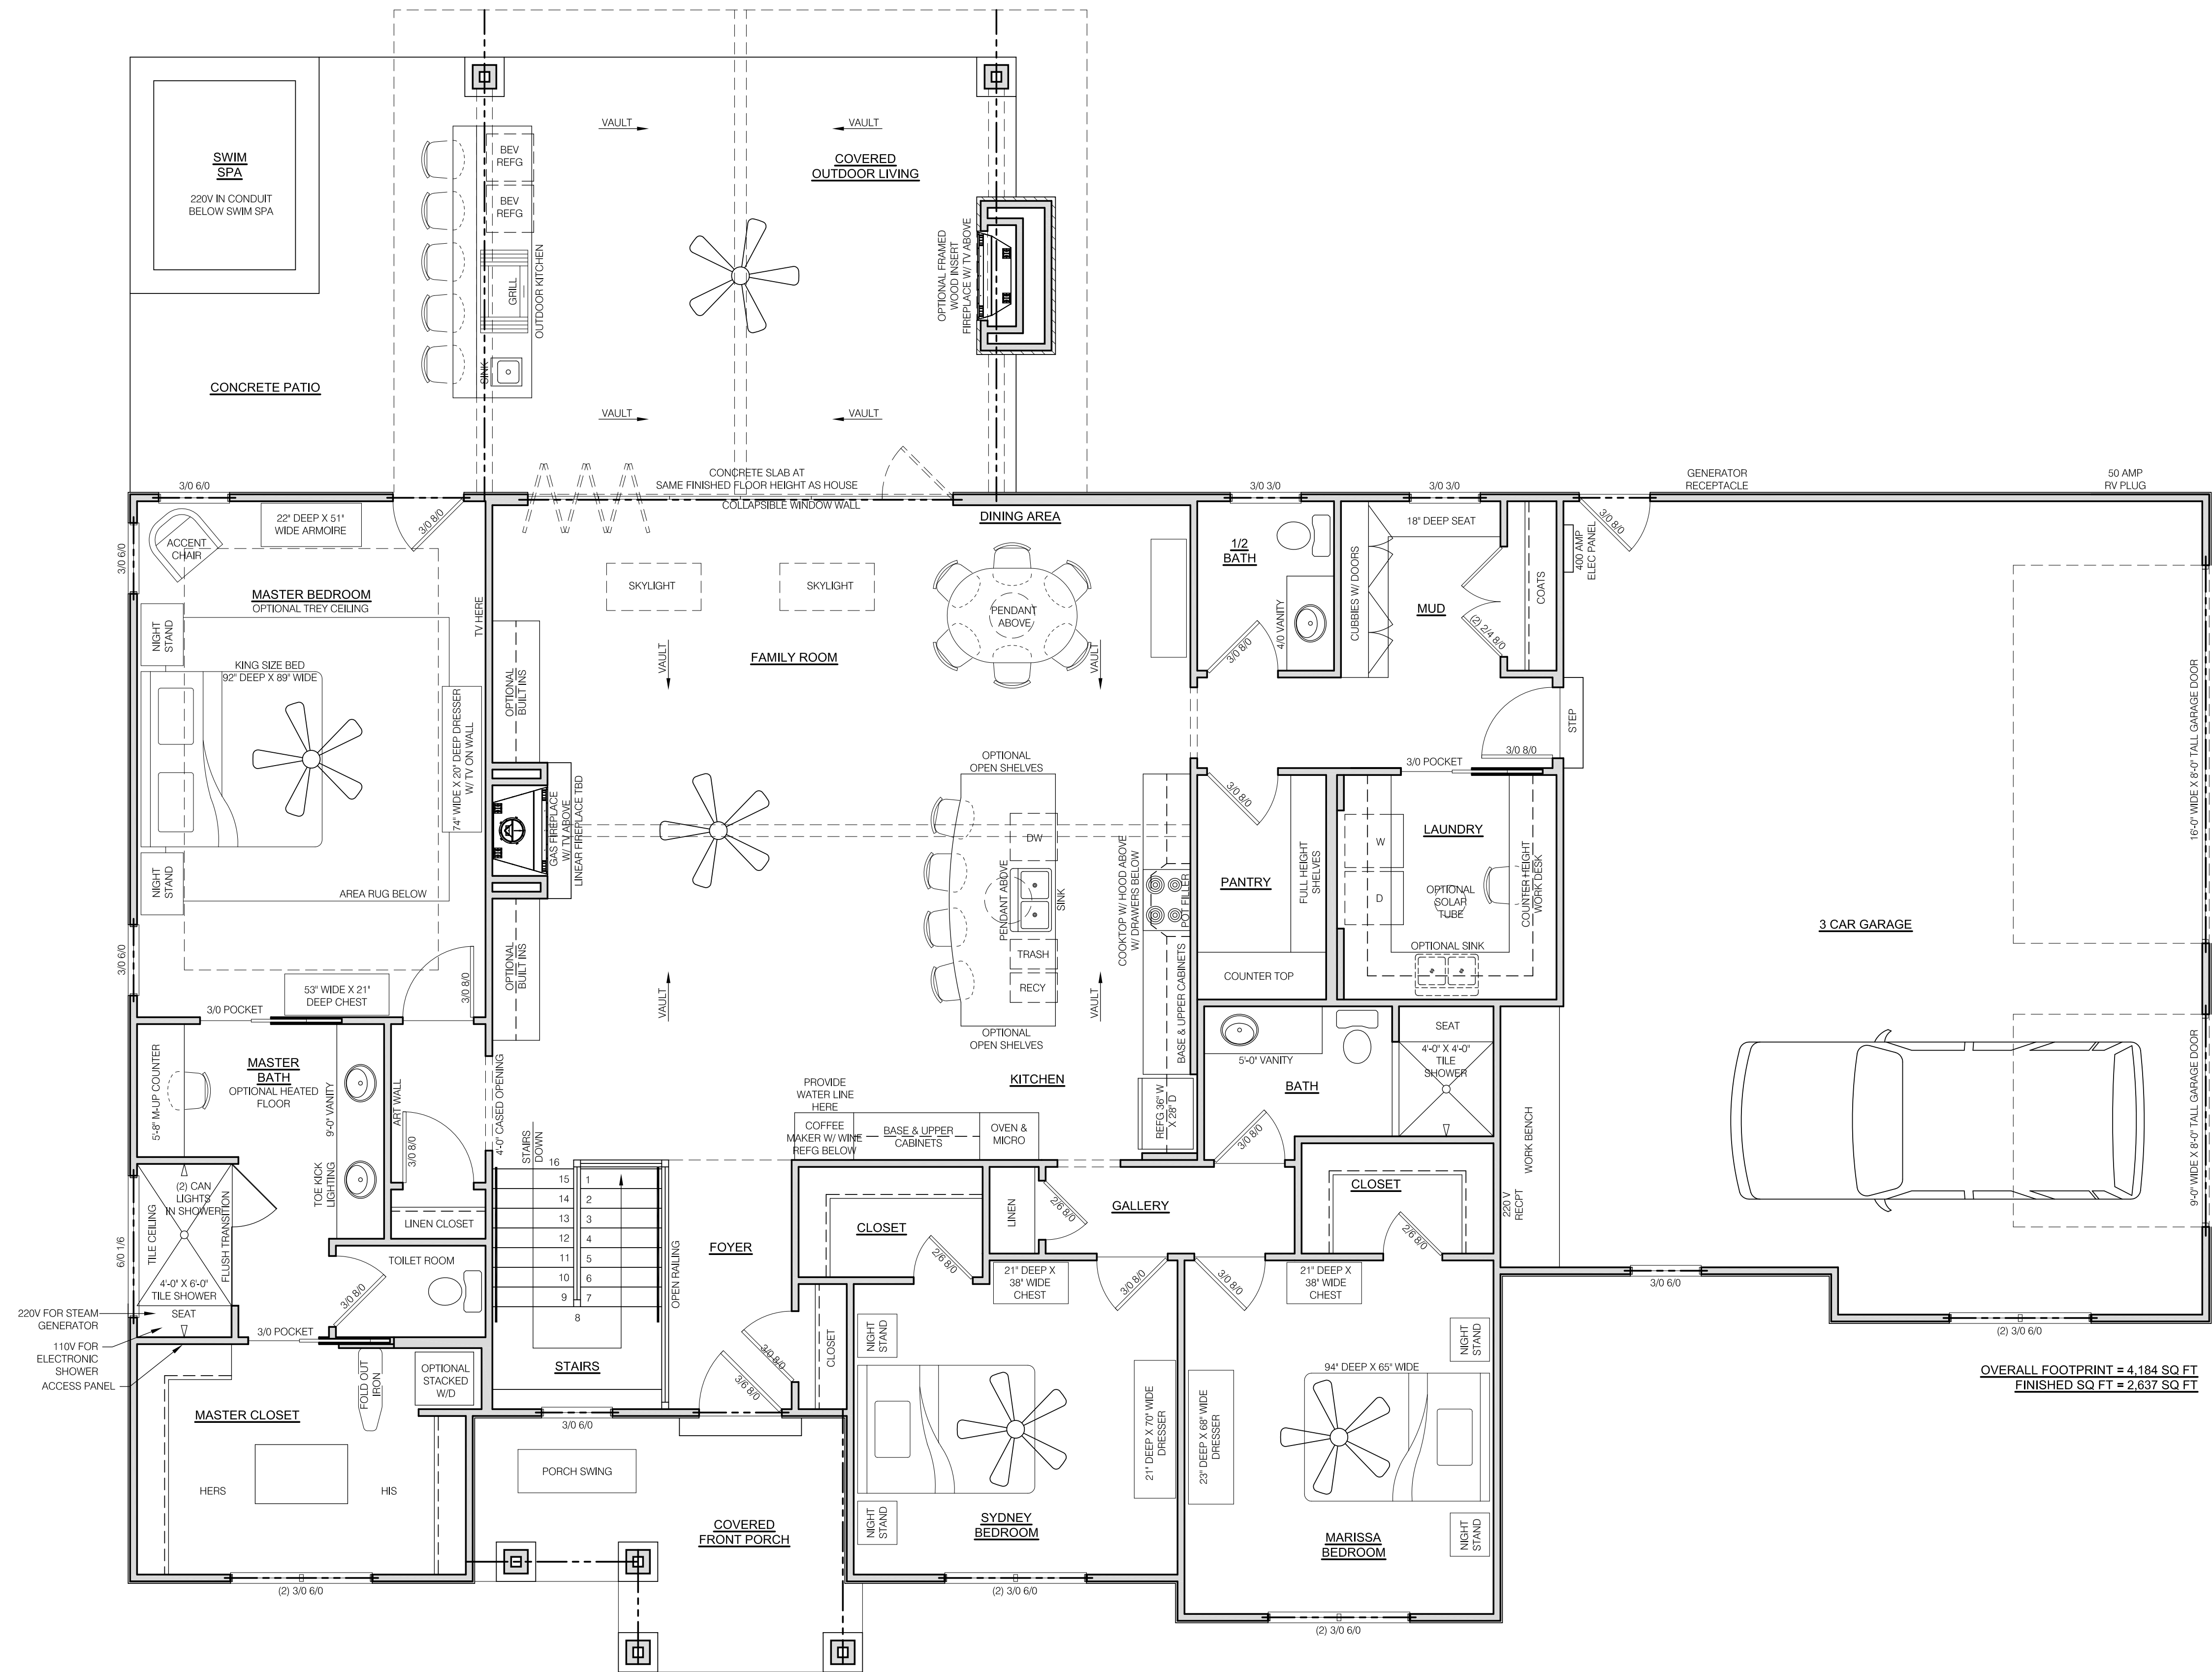 SWIM
SPA
220V IN CONDUIT
BELOW SWIM SPA
CONCRETE PATIO
BEV
REFG
BEV
REFG
GRILL
SINK
OUTDOOR KITCHEN
VAULT
VAULT
COVERED
OUTDOOR LIVING
OPTIONAL FRAMED
WOOD INSERT
FIREPLACE W/ TV ABOVE
VAULT
VAULT
CONCRETE SLAB AT
SAME FINISHED FLOOR HEIGHT AS HOUSE
COLLAPSIBLE WINDOW WALL
3/0 6/0
3/0 6/0
ACCENT
CHAIR
22" DEEP X 51"
WIDE ARMOIRE
3/0 8/0
MASTER BEDROOM
OPTIONAL TREY CEILING
TV HERE
NIGHT
STAND
KING SIZE BED
92" DEEP X 89" WIDE
74" WIDE X 20" DEEP DRESSER
W/ TV ON WALL
NIGHT
STAND
AREA RUG BELOW
3/0 6/0
53" WIDE X 21"
DEEP CHEST
3/0 8/0
3/0 POCKET
DINING AREA
SKYLIGHT
SKYLIGHT
PENDANT
ABOVE
FAMILY ROOM
VAULT
VAULT
OPTIONAL
BUILT INS
GAS FIREPLACE
W/ TV ABOVE
LINEAR FIREPLACE TBD
OPTIONAL
BUILT INS
VAULT
VAULT
OPTIONAL
OPEN SHELVES
DW
PENDANT ABOVE
SINK
TRASH
RECY
OPTIONAL
OPEN SHELVES
COOKTOP W/ HOOD ABOVE
W/ DRAWERS BELOW
POT FILLER
BASE & UPPER CABINETS
KITCHEN
REFG 36" W
X 28" D
PROVIDE
WATER LINE
HERE
COFFEE
MAKER W/ WINE
REFG BELOW
BASE & UPPER
CABINETS
OVEN &
MICRO
3/0 3/0
1/2
BATH
4/0 VANITY
3/0 8/0
3/0 3/0
18" DEEP SEAT
CUBBIES W/ DOORS
MUD
(2) 2/4 8/0
COATS
3/0 8/0
STEP
3/0 POCKET
3/0 8/0
PANTRY
FULL HEIGHT
SHELVES
COUNTER TOP
LAUNDRY
W
D
OPTIONAL
SOLAR
TUBE
COUNTER HEIGHT
WORK DESK
OPTIONAL SINK
GENERATOR
RECEPTACLE
50 AMP
RV PLUG
400 AMP
ELEC PANEL
3/0 8/0
16'-0" WIDE X 8'-0" TALL GARAGE DOOR
3 CAR GARAGE
9'-0" WIDE X 8'-0" TALL GARAGE DOOR
WORK BENCH
220 V
RECPT
3/0 6/0
(2) 3/0 6/0
OVERALL FOOTPRINT = 4,184 SQ FT
FINISHED SQ FT = 2,637 SQ FT
5'-8" M-UP COUNTER
MASTER
BATH
OPTIONAL HEATED
FLOOR
9'-0" VANITY
TOE KICK
LIGHTING
ART WALL
4'-0" CASED OPENING
3/0 8/0
LINEN CLOSET
(2) CAN
LIGHTS
IN SHOWER
TILE CEILING
FLUSH TRANSITION
6/0 1/6
4'-0" X 6'-0"
TILE SHOWER
SEAT
TOILET ROOM
3/0 8/0
3/0 POCKET
220V FOR STEAM
GENERATOR
110V FOR
ELECTRONIC
SHOWER
ACCESS PANEL
FOLD OUT
IRON
OPTIONAL
STACKED
W/D
MASTER CLOSET
HERS
HIS
(2) 3/0 6/0
STAIRS
DOWN
16
15
14
13
12
11
10
9
8
1
2
3
4
5
6
7
OPEN RAILING
STAIRS
FOYER
3/0 8/0
3/6 8/0
CLOSET
3/0 6/0
PORCH SWING
COVERED
FRONT PORCH
CLOSET
2/6 8/0
LINEN
2/6 8/0
GALLERY
5'-0" VANITY
BATH
3/0 8/0
SEAT
4'-0" X 4'-0"
TILE
SHOWER
CLOSET
2/6 8/0
21" DEEP X
38" WIDE
CHEST
3/0 8/0
3/0 8/0
21" DEEP X
38" WIDE
CHEST
NIGHT
STAND
NIGHT
STAND
21" DEEP X 70" WIDE
DRESSER
SYDNEY
BEDROOM
(2) 3/0 6/0
23" DEEP X 68" WIDE
DRESSER
94" DEEP X 65" WIDE
NIGHT
STAND
NIGHT
STAND
MARISSA
BEDROOM
(2) 3/0 6/0